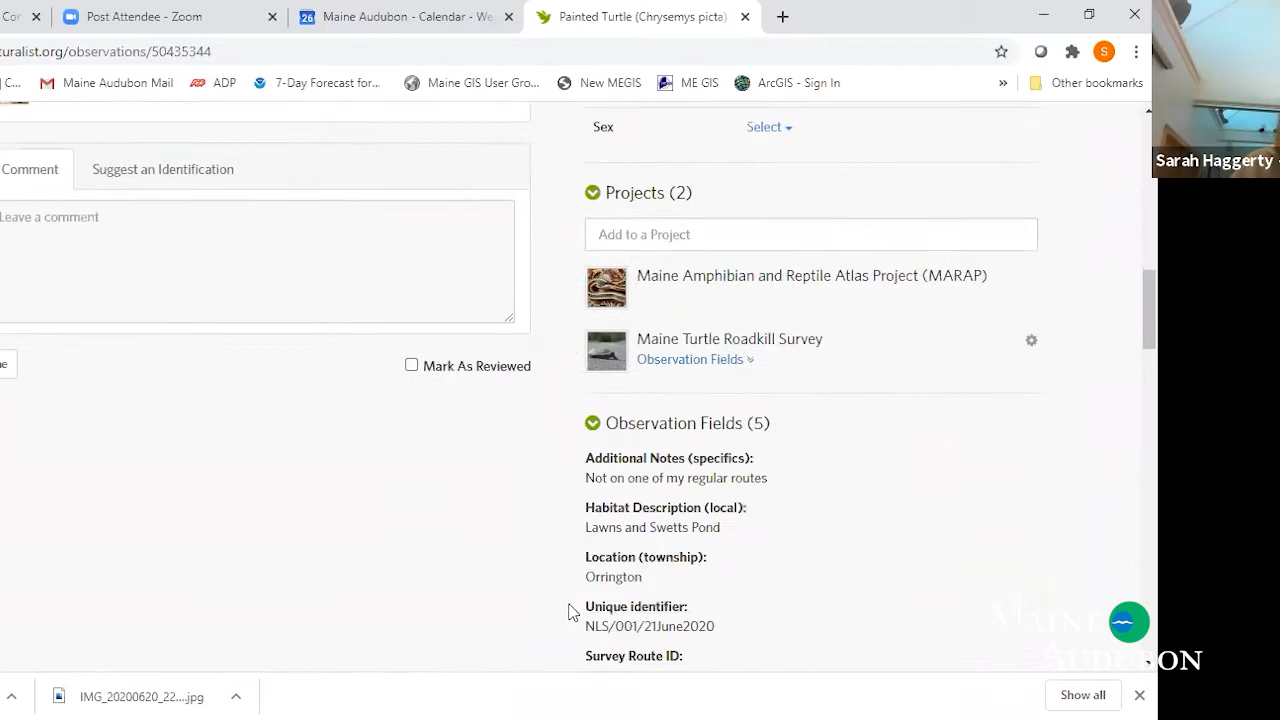 Cor
Post Attendee - Zoom
26
Maine Audubon - Calendar - We
Painted Turtle (Chrysemys picta)
uralist.org/observations/50435344
S
C...
Maine Audubon Mail
ADP
7-Day Forecast for...
Maine GIS User Gro...
New MEGIS
ME GIS
ArcGIS - Sign In
»
Other bookmarks
Sarah Haggerty -
Sex
Select
Comment
Suggest an Identification
Projects (2)
Leave a comment
Add to a Project
Maine Amphibian and Reptile Atlas Project (MARAP)
Maine Turtle Roadkill Survey
Observation Fields
ne
Mark As Reviewed
Observation Fields (5)
Additional Notes (specifics):
Not on one of my regular routes
Habitat Description (local):
Lawns and Swetts Pond
Location (township):
Orrington
Unique identifier:
NLS/001/21June2020
Survey Route ID:
MAINE
AUDUBON
IMG_20200620_22....jpg
Show all